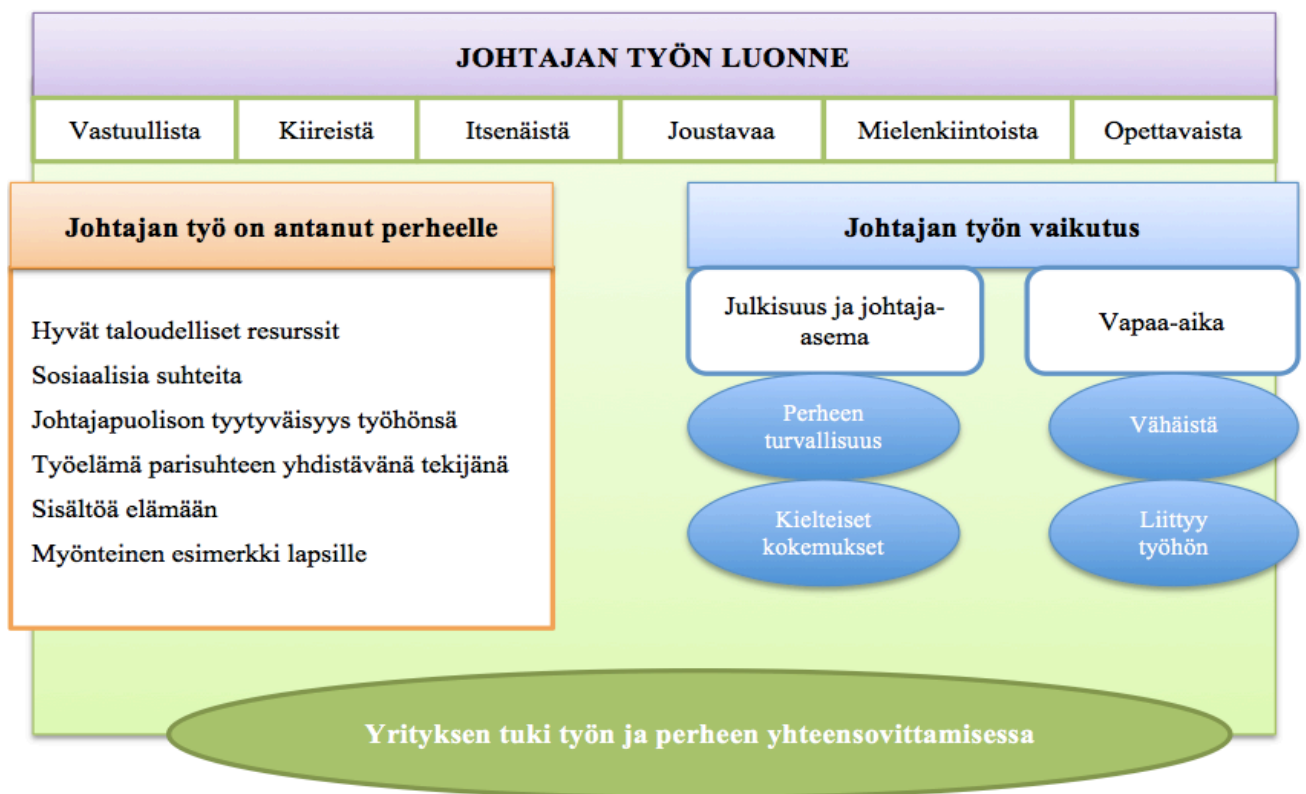 JOHTAJAN TYÖN LUONNE
Vastuullista
Kiireistä
Itsenäistä
Joustavaa
Mielenkiintoista
Opettavaista
Johtajan työ on antanut perheelle
Hyvät taloudelliset resurssit
Sosiaalisia suhteita
Johtajapuolison tyytyväisyys työhönsä
Työelämä parisuhteen yhdistävänä tekijänä
Sisältöä elämään
Myönteinen esimerkki lapsille
Johtajan työn vaikutus
Julkisuus ja johtaja-
asema
Perheen
turvallisuus
Kielteiset
kokemukset
Vapaa-aika
Vähäistä
Liittyy
työhön
Yrityksen tuki työn ja perheen yhteensovittamisessa